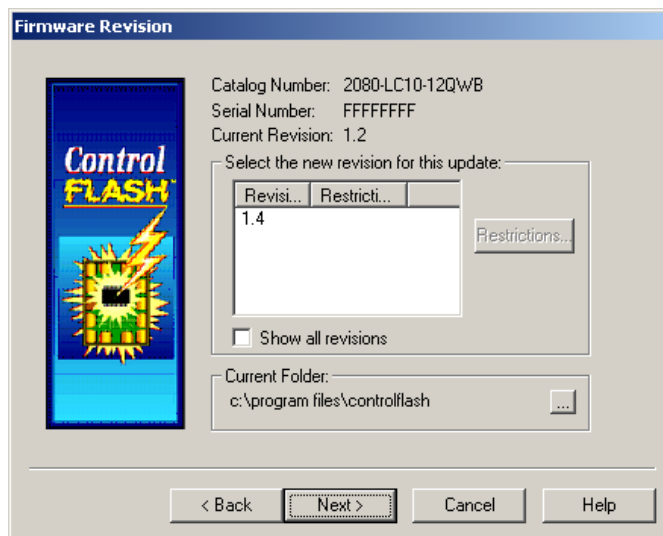 Firmware Revision
Control
FLASH™
Catalog Number: 2080-LC10-12QWB
Serial Number: FFFFFFFF
Current Revision: 1.2
Select the new revision for this update:
Revisi... Restricti...
1.4
Restrictions...
Show all revisions
Current Folder:
c:\program files\controlflash
...
< Back Next > Cancel Help